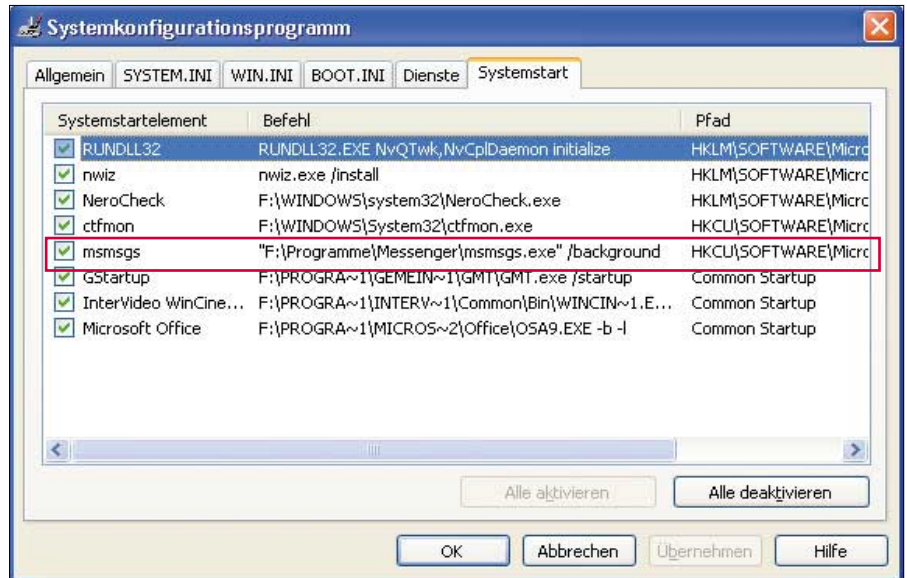 Systemkonfigurationsprogramm
Allgemein SYSTEM.INI WIN.INI BOOT.INI Dienste Systemstart
Systemstartelement Befehl Pfad
RUNDLL32 RUNDLL32.EXE NvQTwk,NvCplDaemon initialize HKLM\SOFTWARE\Micro
nwiz nwiz.exe /install HKLM\SOFTWARE\Micro
NeroCheck F:\WINDOWS\system32\NeroCheck.exe HKLM\SOFTWARE\Micro
ctfmon F:\WINDOWS\System32\ctfmon.exe HKCU\SOFTWARE\Micro
msmsgs "F:\Programme\Messenger\msmsgs.exe" /background HKCU\SOFTWARE\Micro
GStartup F:\PROGRA~1\GEMEIN~1\GMT\GMT.exe /startup Common Startup
InterVideo WinCine... F:\PROGRA~1\INTERV~1\Common\Bin\WINCIN~1.E... Common Startup
Microsoft Office F:\PROGRA~1\MICROS~2\Office\OSA9.EXE -b -l Common Startup
Alle aktivieren Alle deaktivieren
OK Abbrechen Übernehmen Hilfe